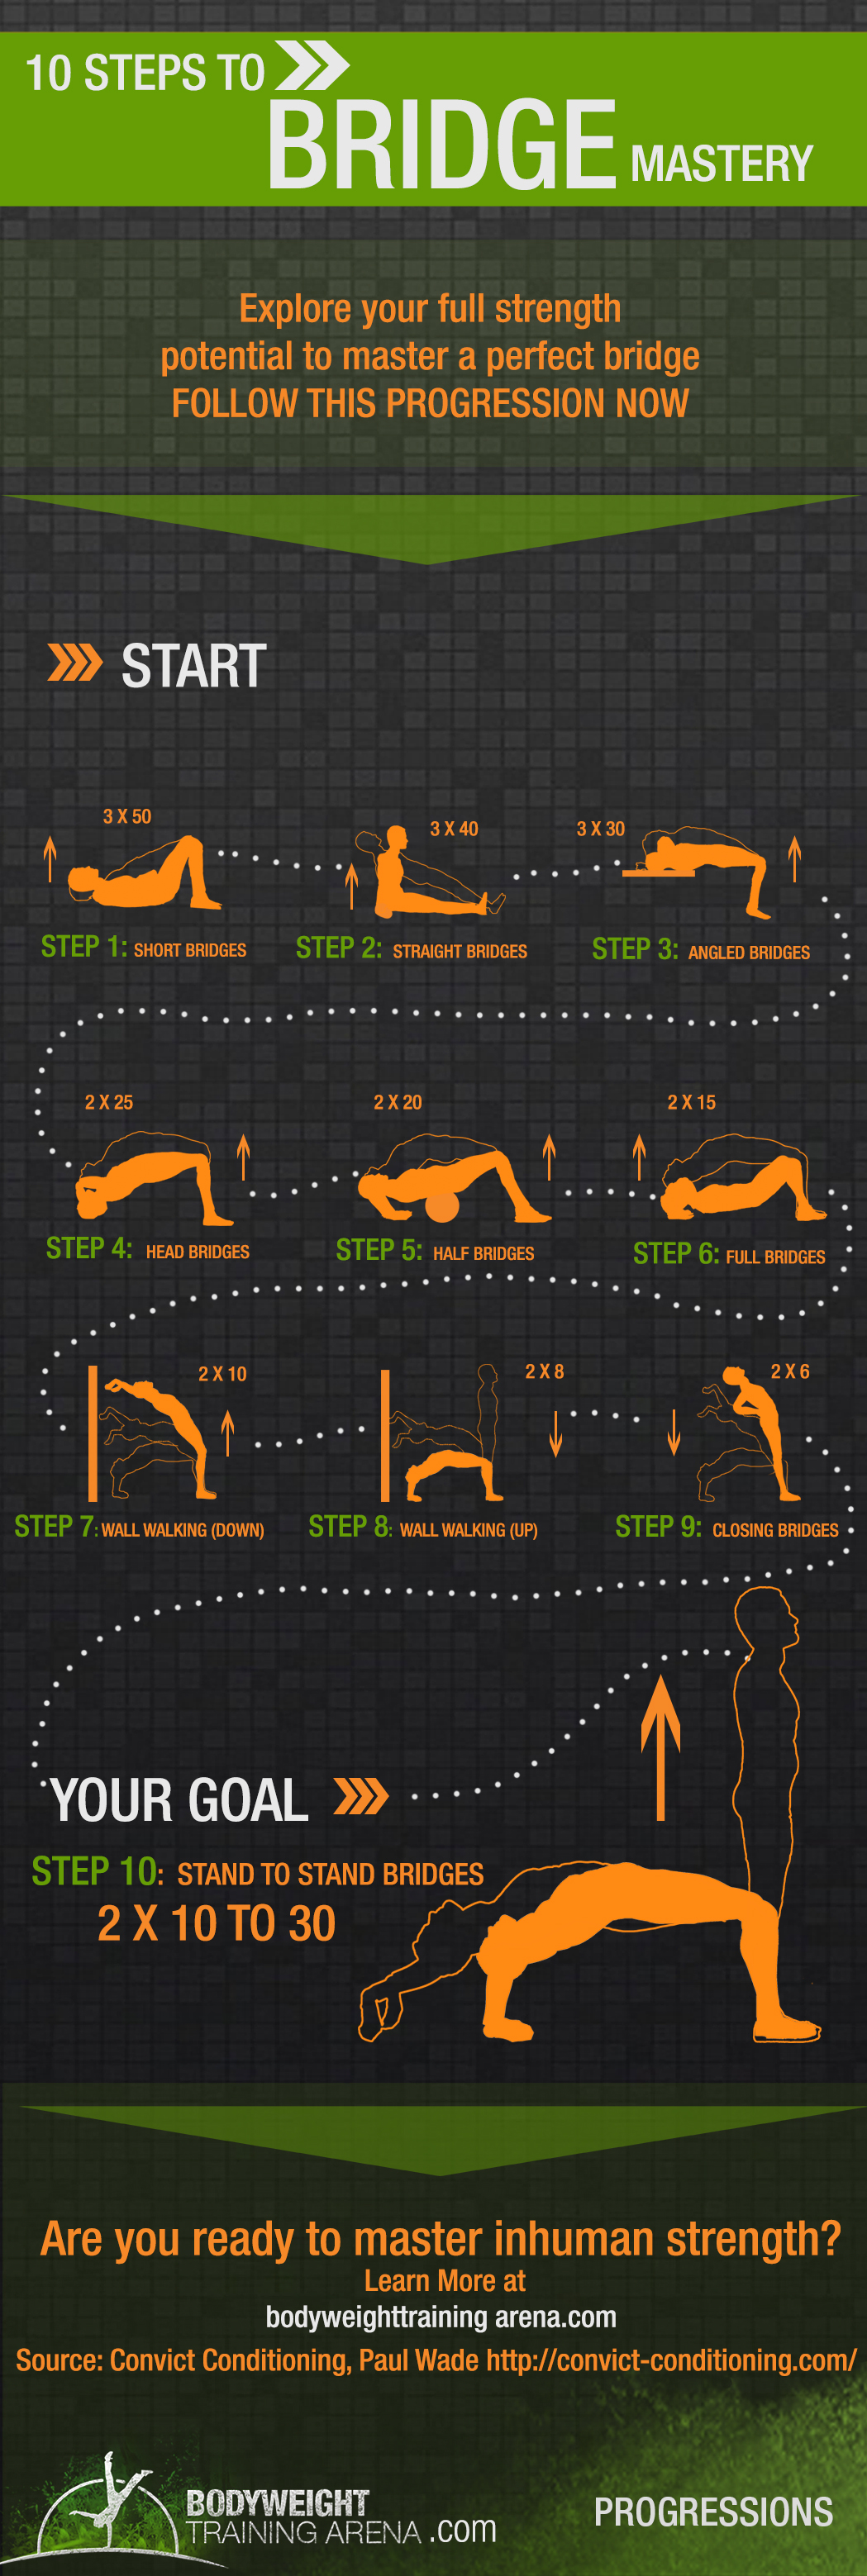 10 STEPS TO
BRIDGE MASTERY
Explore your full strength
potential to master a perfect bridge
FOLLOW THIS PROGRESSION NOW
START
3 X 50
STEP 1: SHORT BRIDGES
3 X 40
STEP 2: STRAIGHT BRIDGES
3 X 30
STEP 3: ANGLED BRIDGES
2 X 25
STEP 4: HEAD BRIDGES
2 X 20
STEP 5: HALF BRIDGES
2 X 15
STEP 6: FULL BRIDGES
2 X 10
STEP 7: WALL WALKING (DOWN)
2 X 8
STEP 8: WALL WALKING (UP)
2 X 6
STEP 9: CLOSING BRIDGES
YOUR GOAL
STEP 10: STAND TO STAND BRIDGES
2 X 10 TO 30
Are you ready to master inhuman strength?
Learn More at
bodyweighttraining arena.com
Source: Convict Conditioning, Paul Wade http://convict-conditioning.com/
BODYWEIGHT
TRAINING ARENA .com
PROGRESSIONS